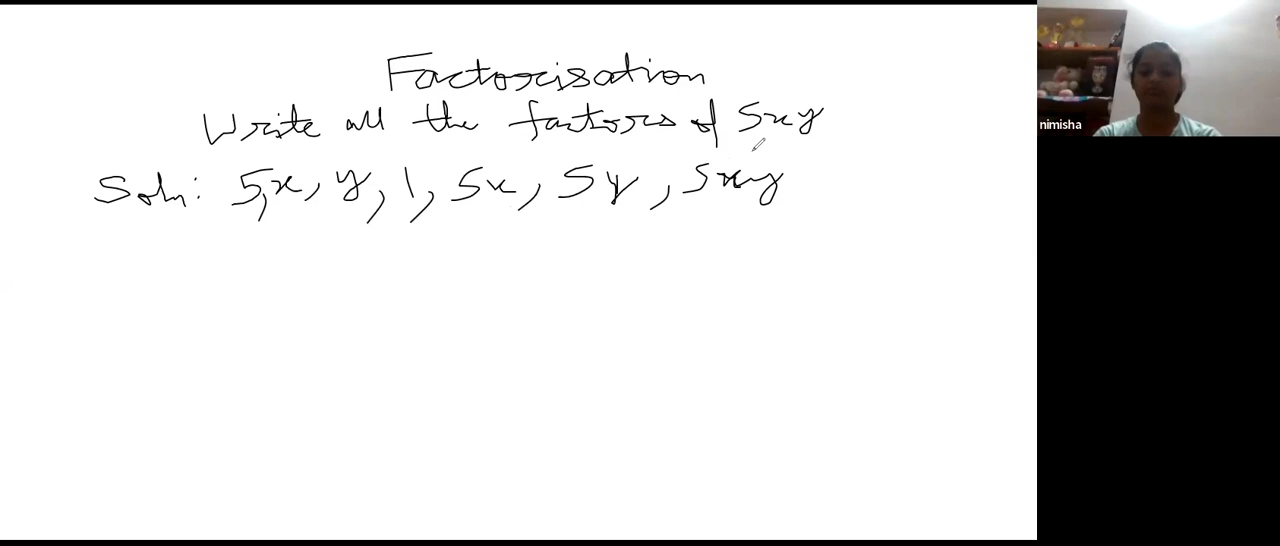 Factorisation
Write all the factors of 5xy
Soln: 5, x, y, 1, 5x, 5y, 5xy
nimisha